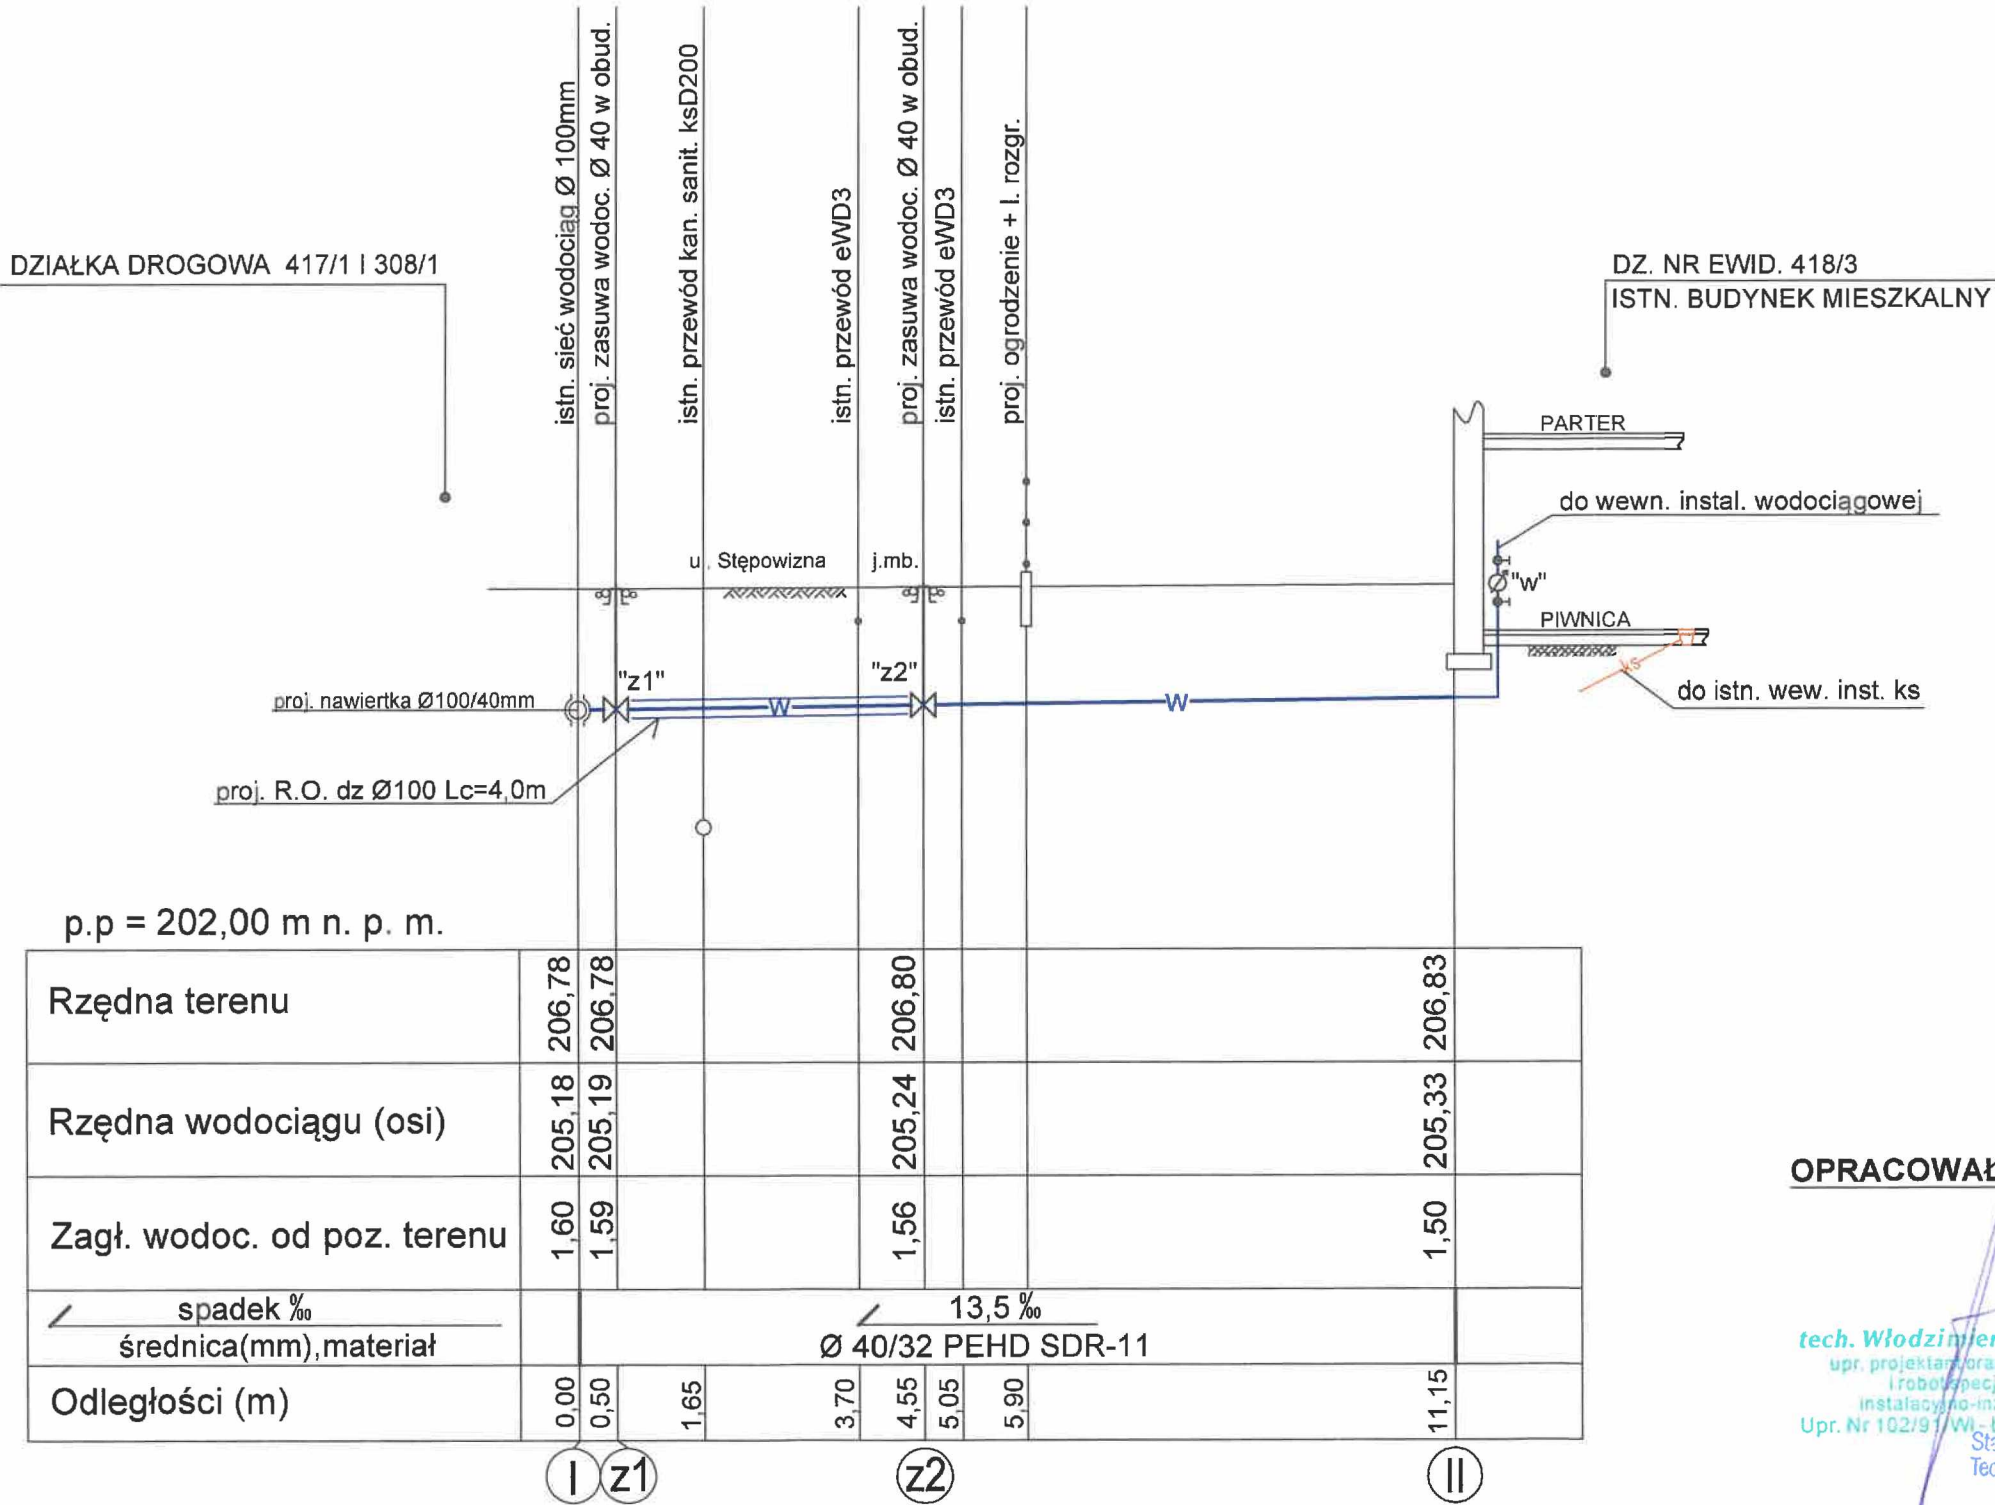 istn. sieć wodociąg Ø 100mm
proj. zasuwa wodoc. Ø 40 w obud.
istn. przewód kan. sanit. ksD200
istn. przewód eWD3
proj. zasuwa wodoc. Ø 40 w obud.
istn. przewód eWD3
proj. ogrodzenie + l. rozgr.
DZIAŁKA DROGOWA 417/1 I 308/1
DZ. NR EWID. 418/3
ISTN. BUDYNEK MIESZKALNY
PARTER
do wewn. instal. wodociągowej
u. Stępowizna
j.mb.
"w"
PIWNICA
ks
do istn. wew. inst. ks
"z1"
"z2"
proj. nawiertka Ø100/40mm
W
W
proj. R.O. dz Ø100 Lc=4,0m
p.p = 202,00 m n. p. m.
Rzędna terenu 206,78 206,78 206,80 206,83
Rzędna wodociągu (osi) 205,18 205,19 205,24 205,33
Zagł. wodoc. od poz. terenu 1,60 1,59 1,56 1,50
spadek ‰ 13,5 ‰
średnica(mm),materiał Ø 40/32 PEHD SDR-11
Odległości (m) 0,00 0,50 1,65 3,70 4,55 5,05 5,90 11,15
I z1 z2 II
OPRACOWAŁ
tech.
upr.
Upr. Nr 102/91